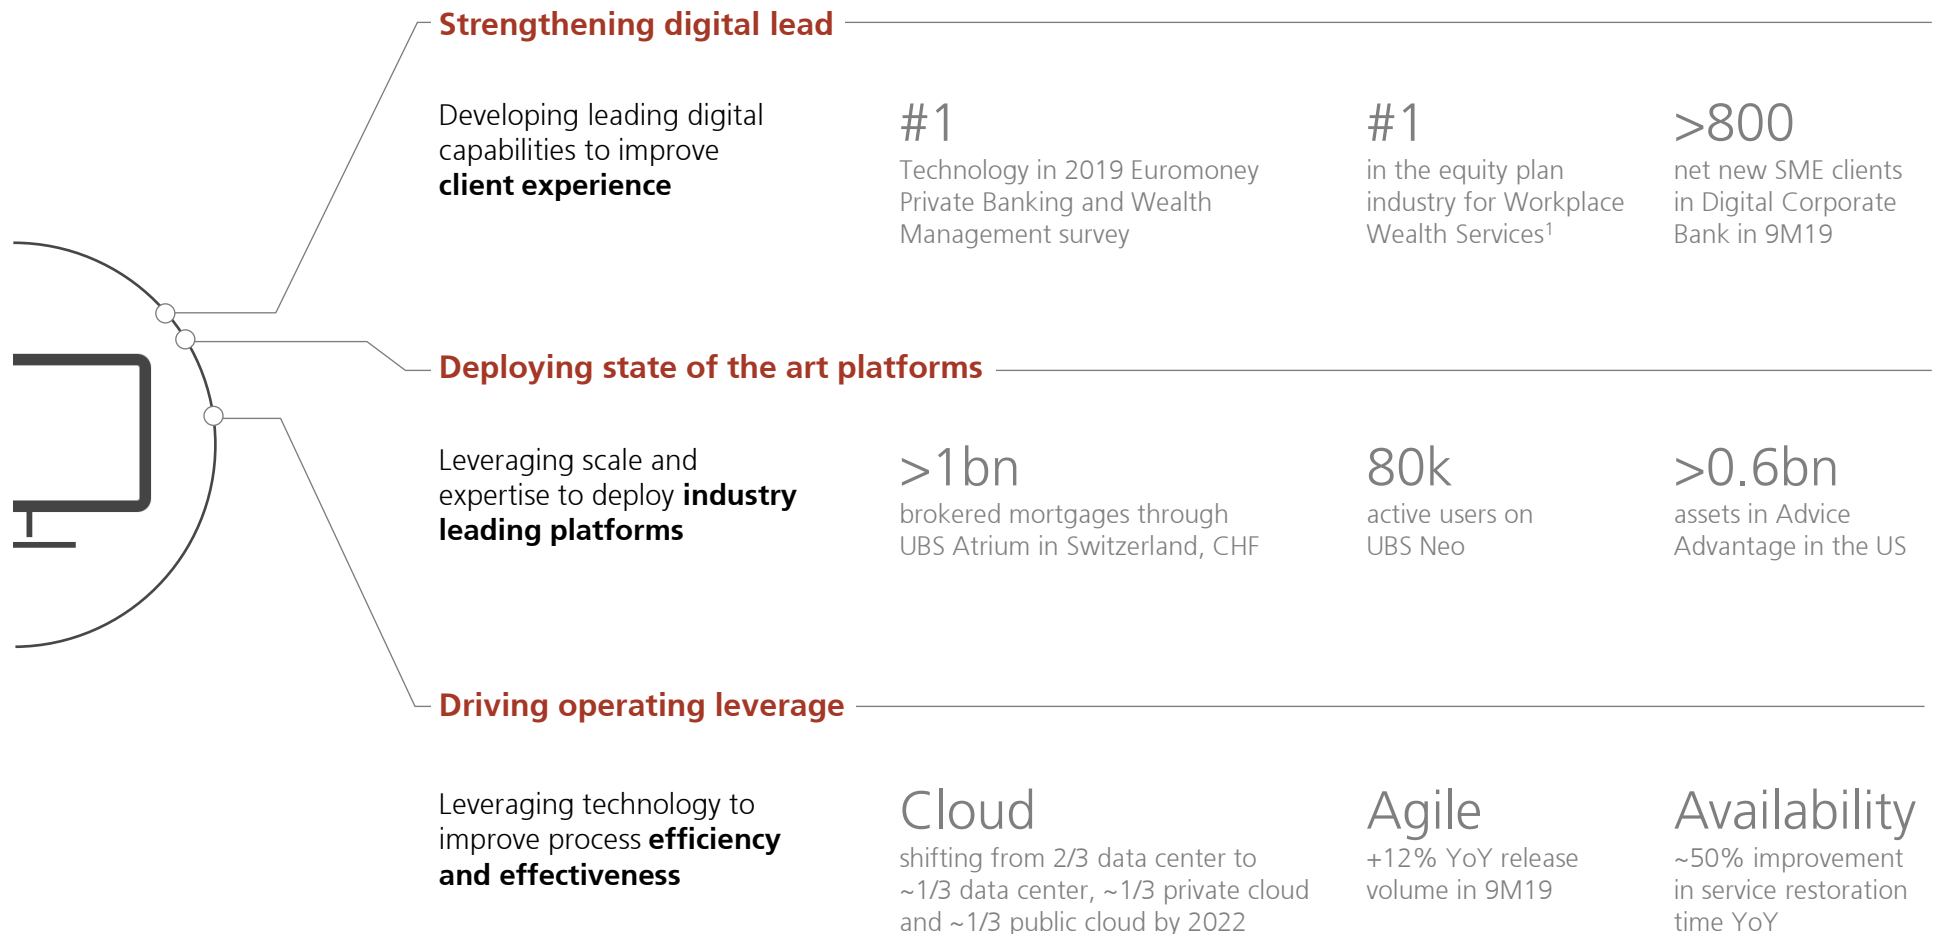 Strengthening digital lead
Developing leading digital
capabilities to improve
client experience
#1
Technology in 2019 Euromoney
Private Banking and Wealth
Management survey
#1
in the equity plan
industry for Workplace
Wealth Services¹
>800
net new SME clients
in Digital Corporate
Bank in 9M19
Deploying state of the art platforms
Leveraging scale and
expertise to deploy industry
leading platforms
>1bn
brokered mortgages through
UBS Atrium in Switzerland, CHF
80k
active users on
UBS Neo
>0.6bn
assets in Advice
Advantage in the US
Driving operating leverage
Leveraging technology to
improve process efficiency
and effectiveness
Cloud
shifting from 2/3 data center to
~1/3 data center, ~1/3 private cloud
and ~1/3 public cloud by 2022
Agile
+12% YoY release
volume in 9M19
Availability
~50% improvement
in service restoration
time YoY